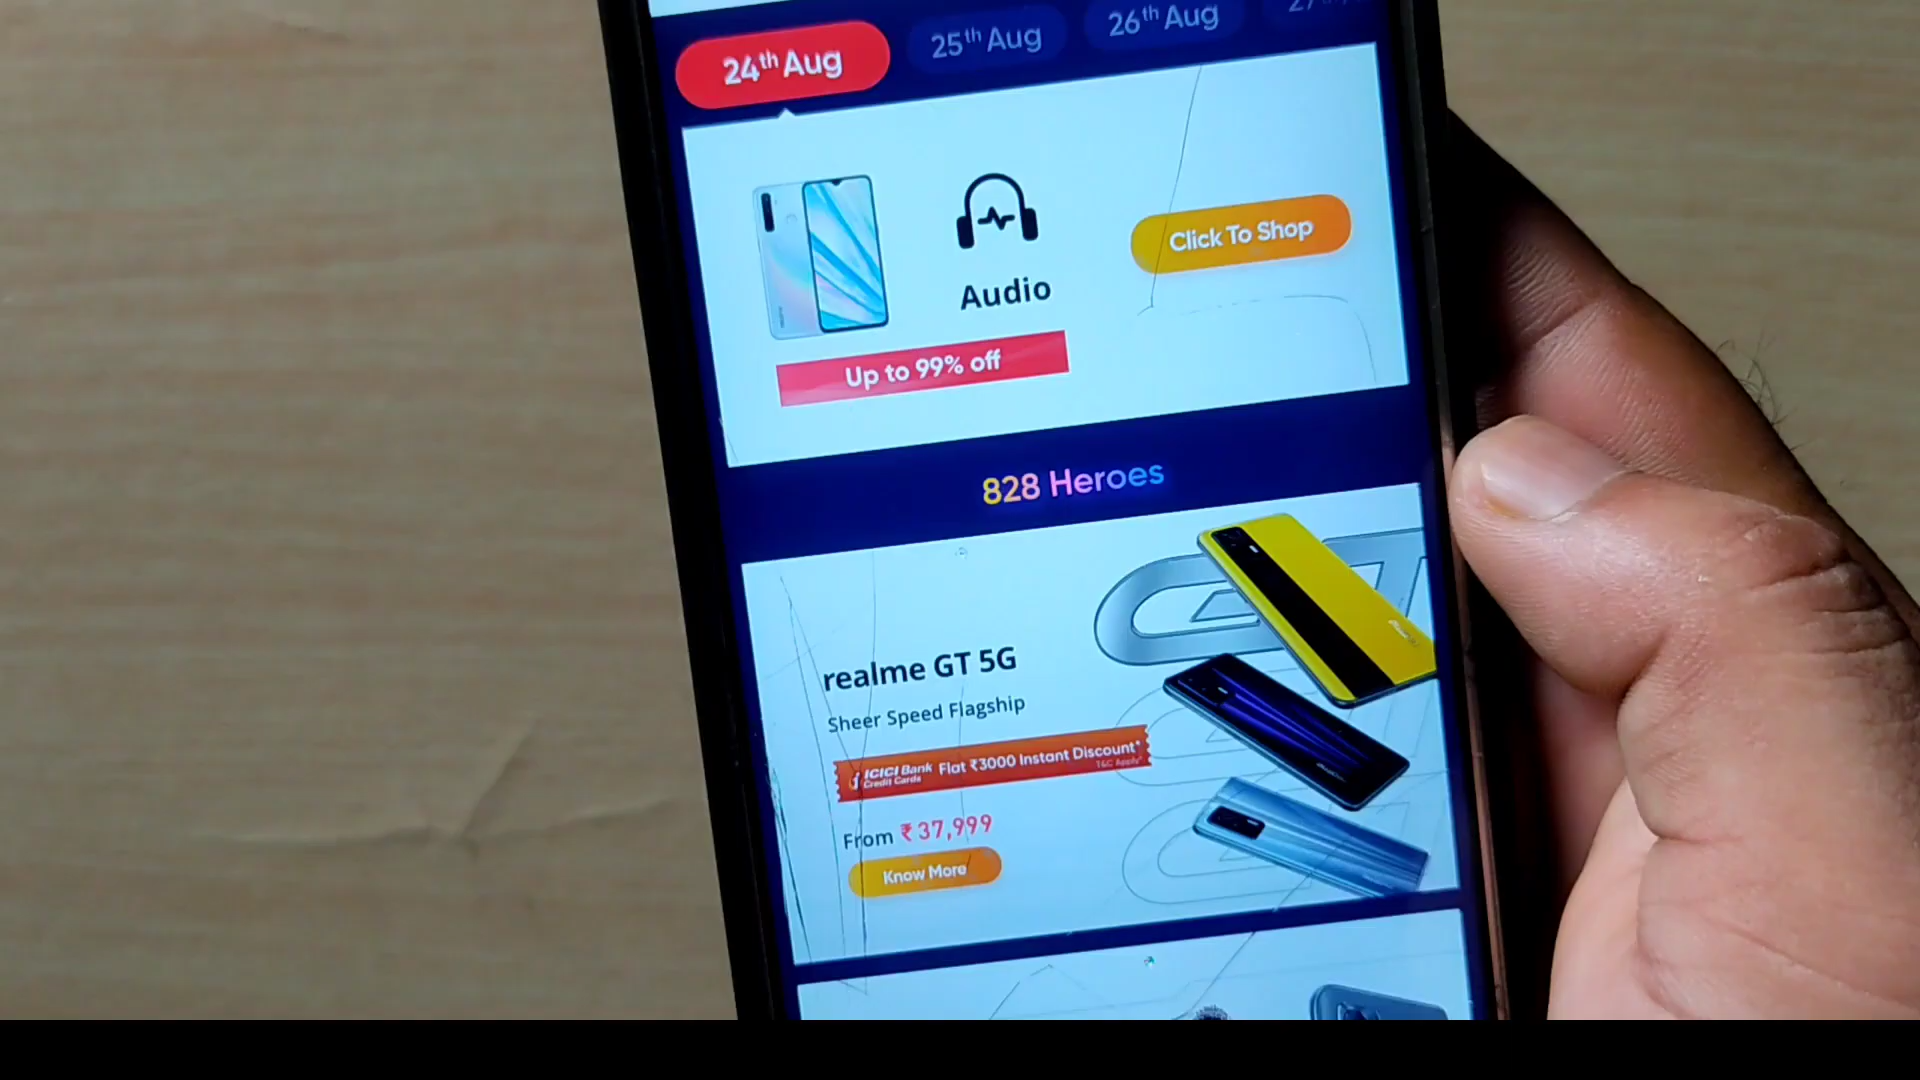 24th Aug
25th Aug
26th Aug
Audio
Click To Shop
Up to 99% off
828 Heroes
realme GT 5G
Sheer Speed Flagship
ICICI Bank
Credit Cards
Flat ₹3000 Instant Discount*
T&C Apply*
From ₹37,999
Know More